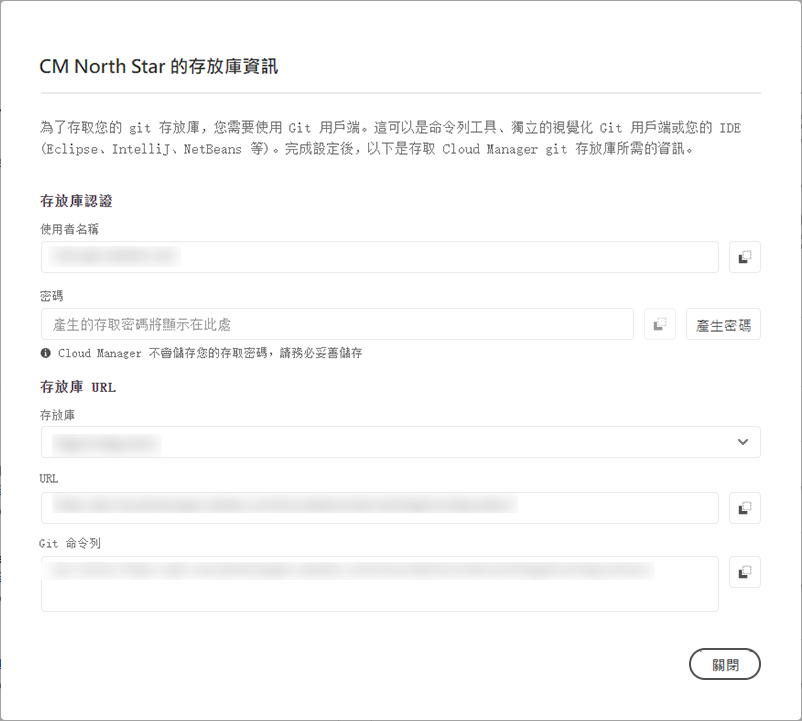 CM North Star 的存放庫資訊
為了存取您的 git 存放庫，您需要使用 Git 用戶端。這可以是命令列工具、獨立的視覺化 Git 用戶端或您的 IDE
(Eclipse、IntelliJ、NetBeans 等)。完成設定後，以下是存取 Cloud Manager git 存放庫所需的資訊。
存放庫認證
使用者名稱
密碼
產生的存取密碼將顯示在此處
產生密碼
Cloud Manager 不會儲存您的存取密碼，請務必妥善儲存
存放庫 URL
存放庫
URL
Git 命令列
關閉